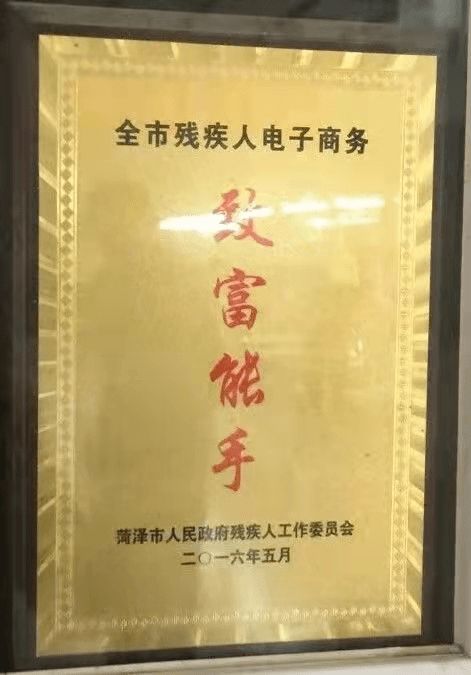 全市残疾人电子商务
致富能手
菏泽市人民政府残疾人工作委员会
二〇一六年五月